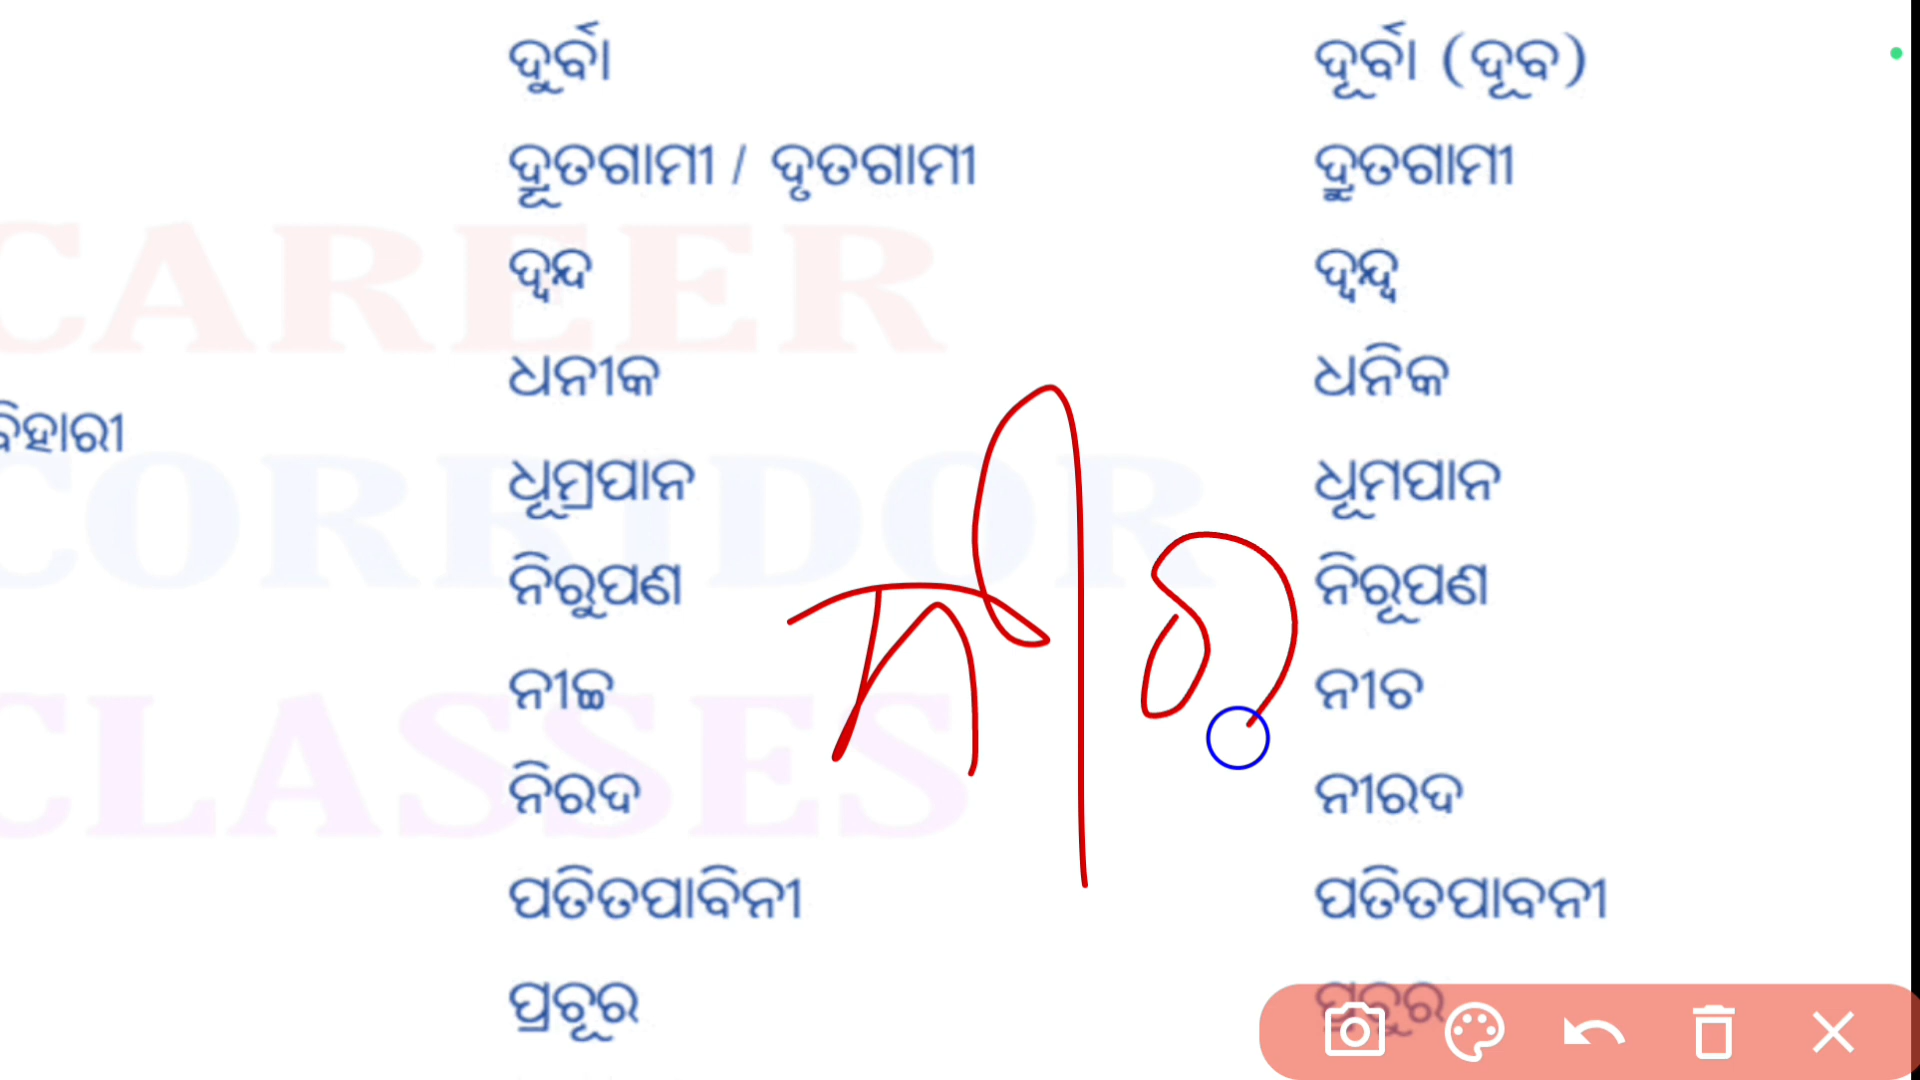 ଦୁର୍ବା ଦୂର୍ବା (ଦୂବ)
ଦ୍ରୂତଗାମୀ / ଦୃତଗାମୀ ଦ୍ରୁତଗାମୀ
CAREER
ଦ୍ୱନ୍ଦ ଦ୍ୱନ୍ଦ୍ୱ
ଧନୀକ ଧନିକ
ବିହାରୀ
ଧୂମ୍ରପାନ ଧୂମପାନ
CORRIDOR
ନିରୁପଣ ନିରୂପଣ
ନୀଚ୍ଚ ନୀଚ
CLASSES
ନିରଦ ନୀରଦ
ପତିତପାବିନୀ ପତିତପାବନୀ
ପ୍ରଚୂର ପ୍ରଚୁର